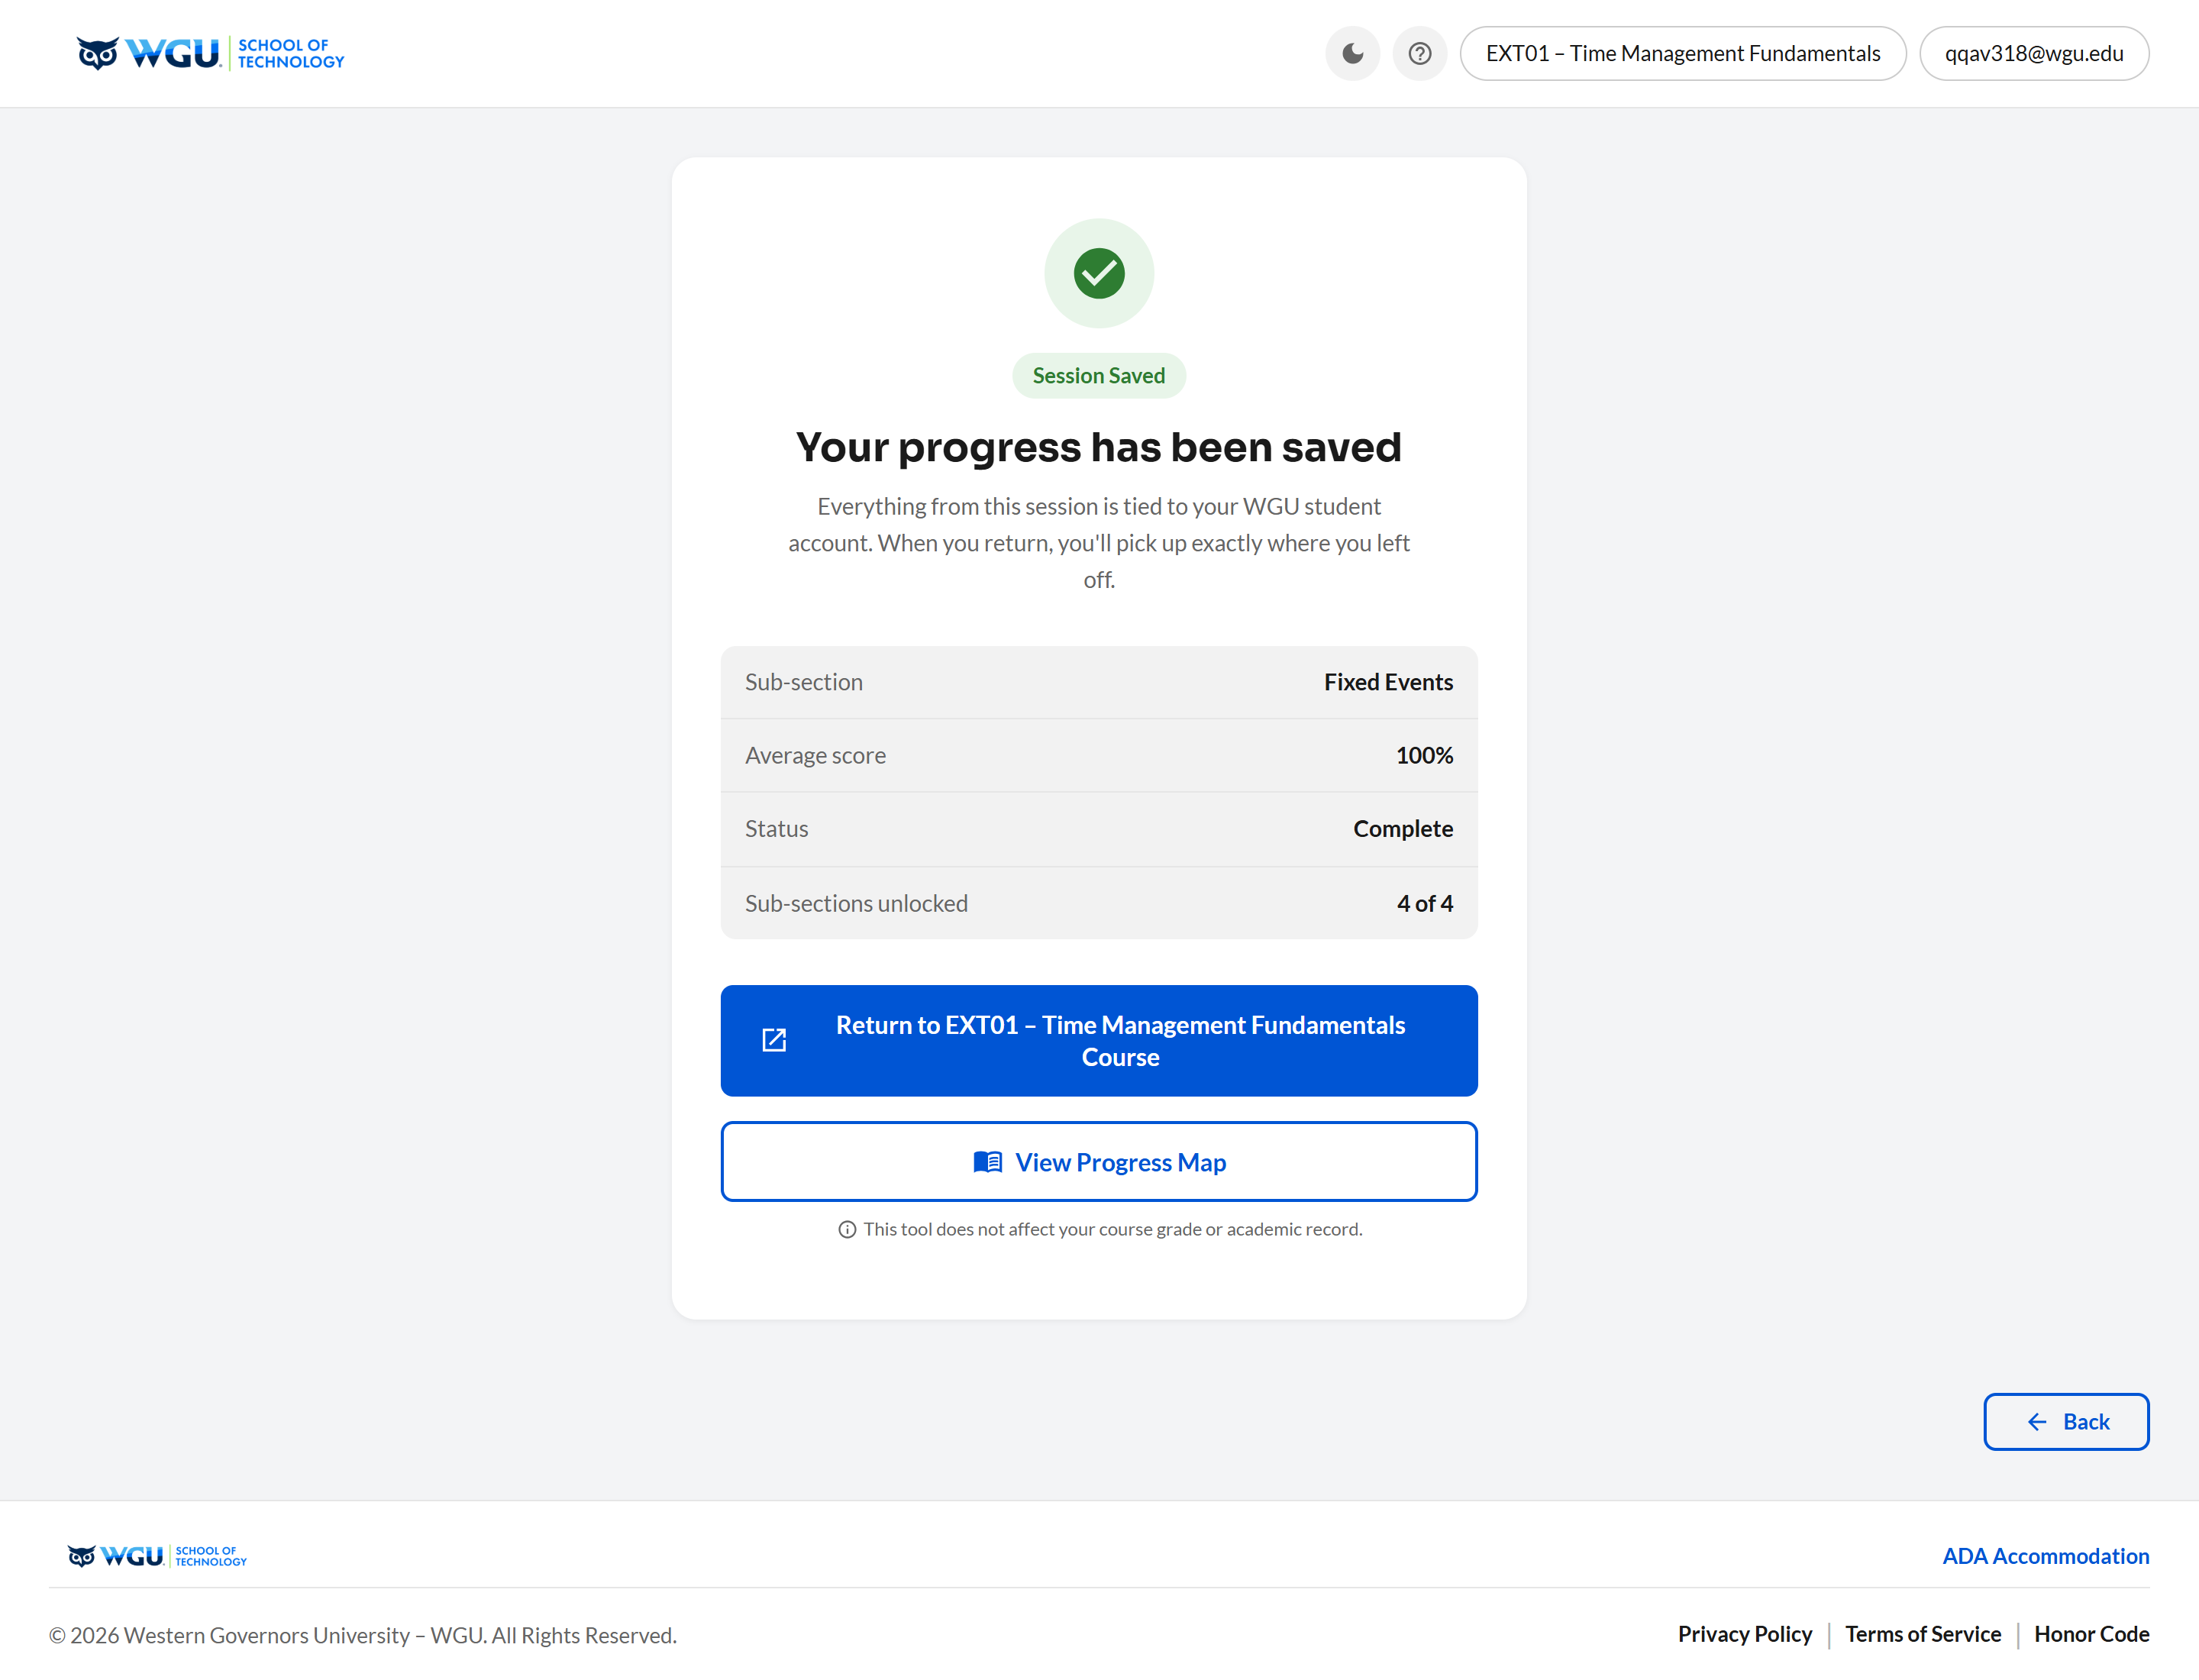 WGU. SCHOOL OF TECHNOLOGY
EXT01 – Time Management Fundamentals
qqav318@wgu.edu
Session Saved
Your progress has been saved
Everything from this session is tied to your WGU student
account. When you return, you'll pick up exactly where you left
off.
Sub-section Fixed Events
Average score 100%
Status Complete
Sub-sections unlocked 4 of 4
Return to EXT01 – Time Management Fundamentals
Course
View Progress Map
This tool does not affect your course grade or academic record.
Back
WGU. SCHOOL OF TECHNOLOGY
ADA Accommodation
© 2026 Western Governors University – WGU. All Rights Reserved.
Privacy Policy | Terms of Service | Honor Code